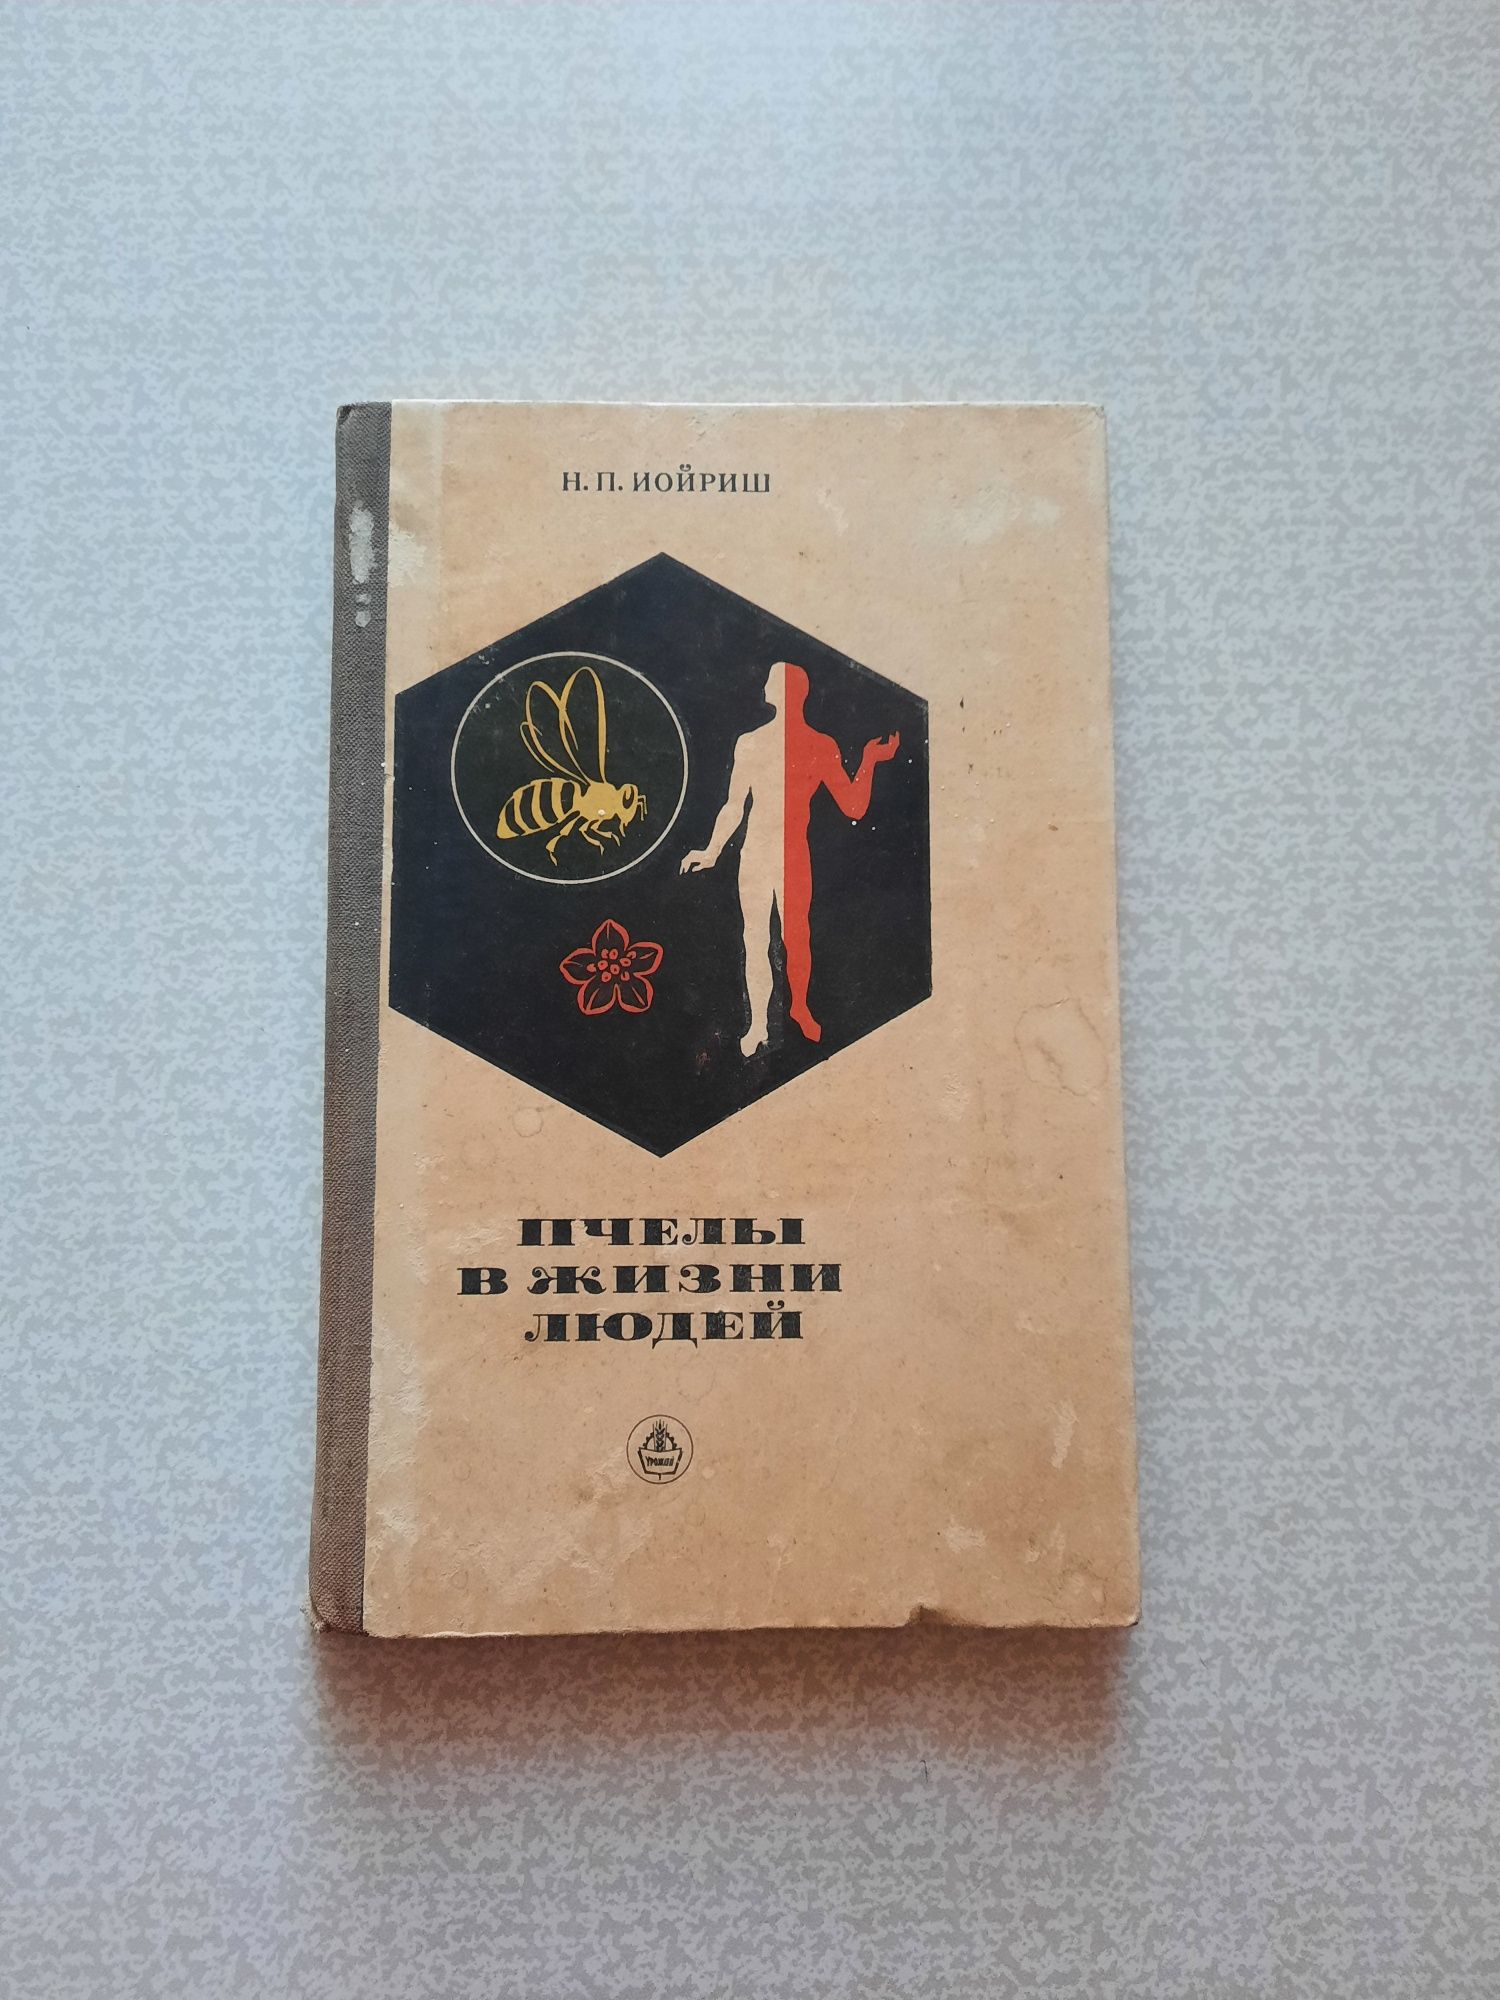 Н. П. ИОЙРИШ
ПЧЕЛЫ
В ЖИЗНИ
ЛЮДЕЙ
УРОЖАЙ